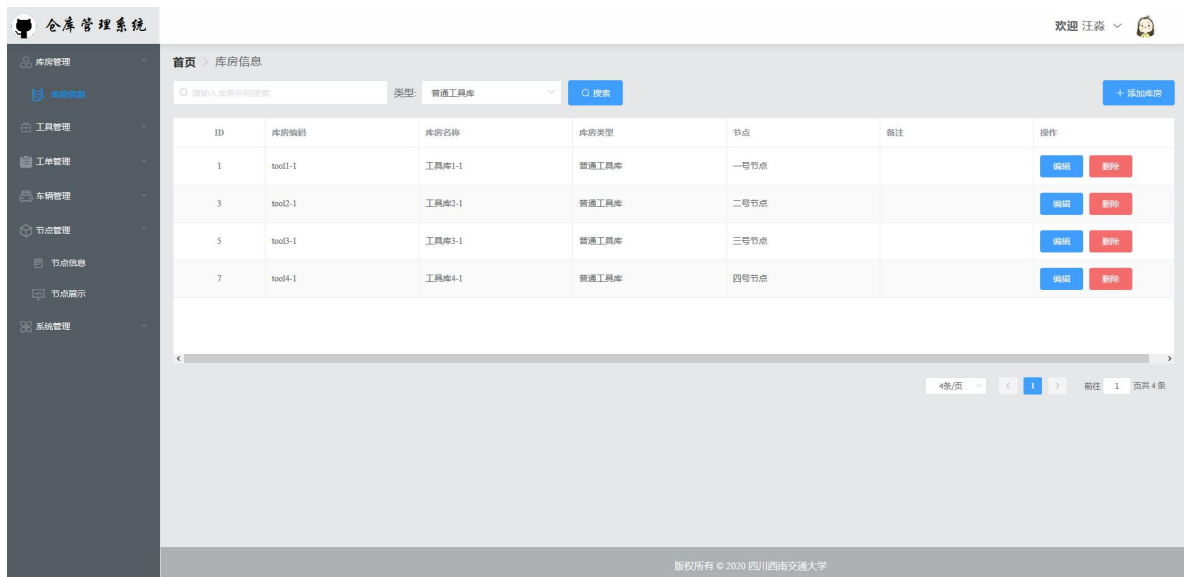 仓库管理系统
欢迎 汪淼
库房管理
库房信息
工具管理
工单管理
车辆管理
节点管理
节点信息
节点展示
系统管理
首页 > 库房信息
请输入库房名称搜索 类型: 普通工具库 搜索 + 添加库房
ID 库房编码 库房名称 库房类型 节点 备注 操作
1 tool1-1 工具库1-1 普通工具库 一号节点 编辑 删除
3 tool2-1 工具库2-1 普通工具库 二号节点 编辑 删除
5 tool3-1 工具库3-1 普通工具库 三号节点 编辑 删除
7 tool4-1 工具库4-1 普通工具库 四号节点 编辑 删除
4条/页 < 1 > 前往 1 页共 4 条
版权所有 © 2020 四川西南交通大学